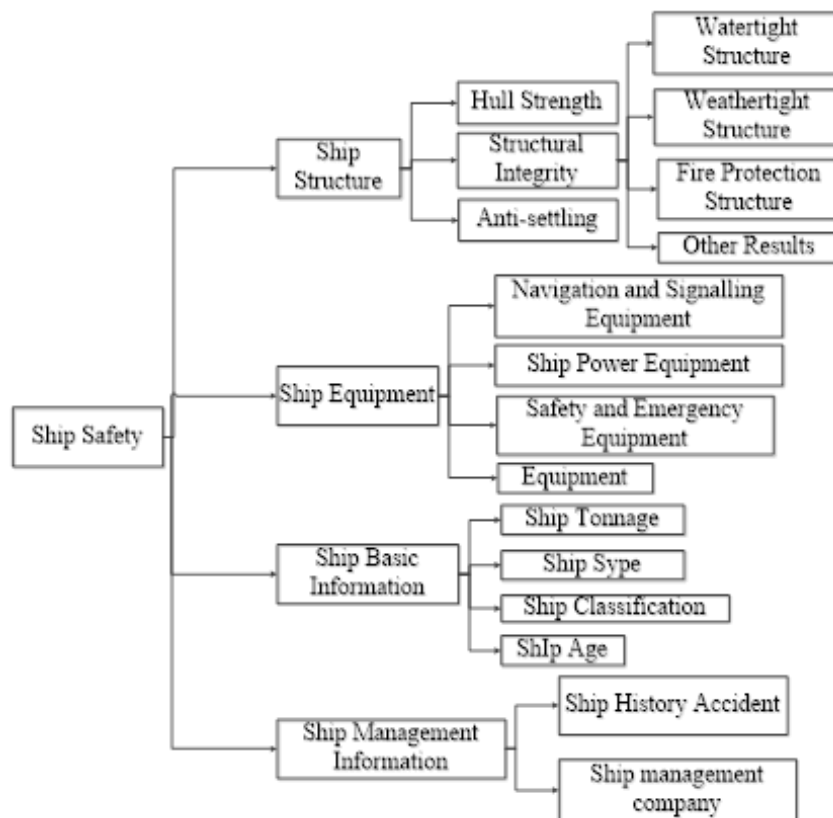 Ship Safety
Ship
Structure
Hull Strength
Structural
Integrity
Anti-settling
Watertight
Structure
Weathertight
Structure
Fire Protection
Structure
Other Results
Ship Equipment
Navigation and Signalling
Equipment
Ship Power Equipment
Safety and Emergency
Equipment
Equipment
Ship Basic
Information
Ship Tonnage
Ship Sype
Ship Classification
ShIp Age
Ship Management
Information
Ship History Accident
Ship management
company